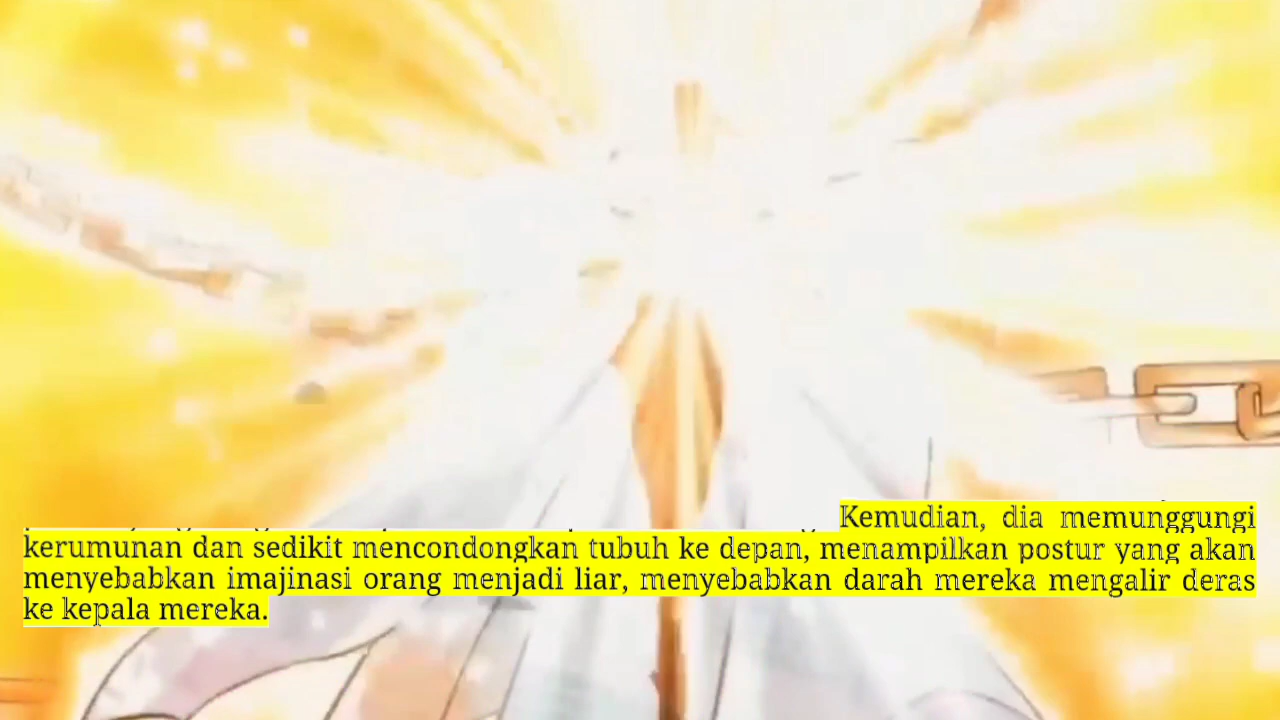 Kemudian, dia memunggungi
kerumunan dan sedikit mencondongkan tubuh ke depan, menampilkan postur yang akan
menyebabkan imajinasi orang menjadi liar, menyebabkan darah mereka mengalir deras
ke kepala mereka.